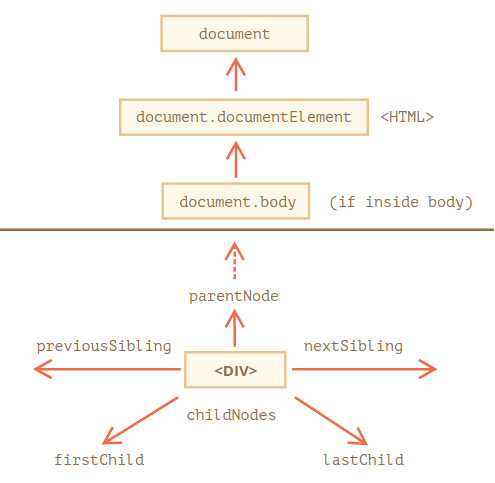 document
document.documentElement <HTML>
document.body (if inside body)
parentNode
previousSibling nextSibling
<DIV>
childNodes
firstChild lastChild